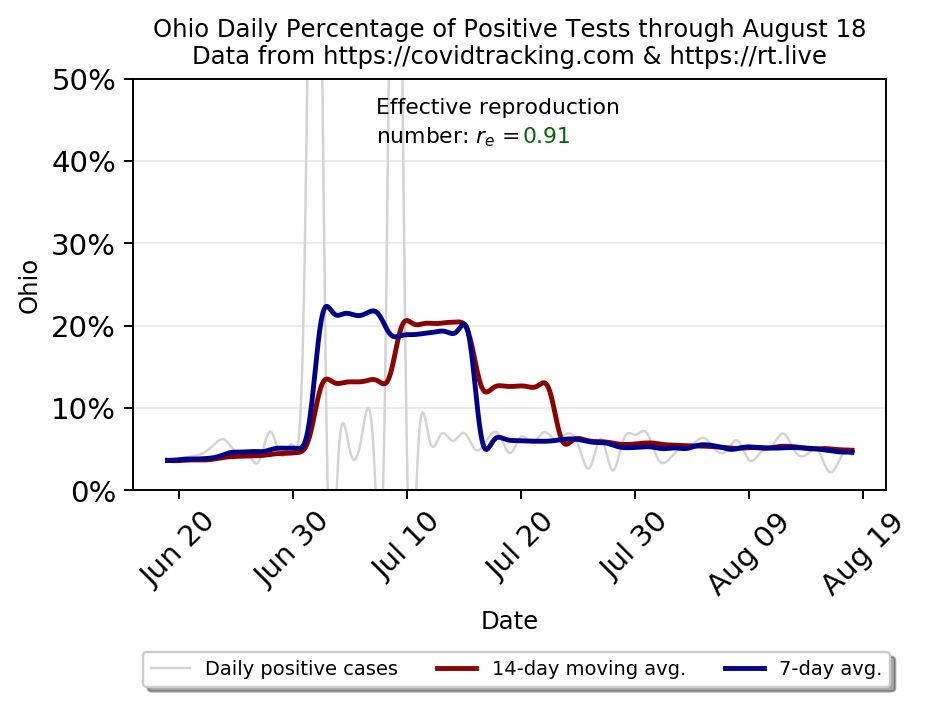 Ohio Daily Percentage of Positive Tests through August 18
Data from https://covidtracking.com & https://rt.live
50%
Effective reproduction
number: rₑ =0.91
40%
30%
Ohio
20%
10%
0%
Jun 20
Jun 30
Jul 10
Jul 20
Jul 30
Aug 09
Aug 19
Date
Daily positive cases
14-day moving avg.
7-day avg.